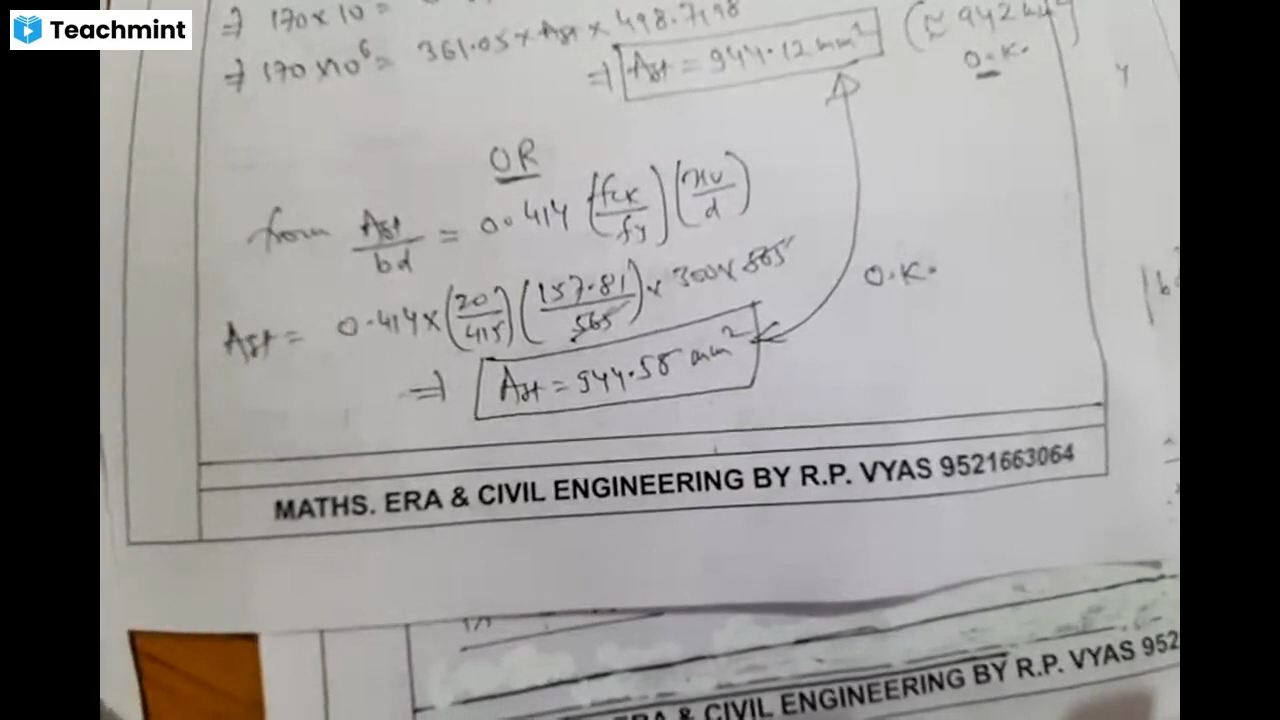 Teachmint
⇒ 170 x 10 =
⇒ 170 x 10⁶ = 361.05 x Ast x 498.7198
⇒ Ast = 944.12 mm² (≈ 942 mm²)
O.K.
OR
from Ast/bd = 0.414 (fck/fy) (xu/d)
Ast = 0.414 x (20/415) (157.81/565) x 300 x 565
O.K.
⇒ Ast = 944.58 mm²
MATHS. ERA & CIVIL ENGINEERING BY R.P. VYAS 9521663064
ERA & CIVIL ENGINEERING BY R.P. VYAS 952